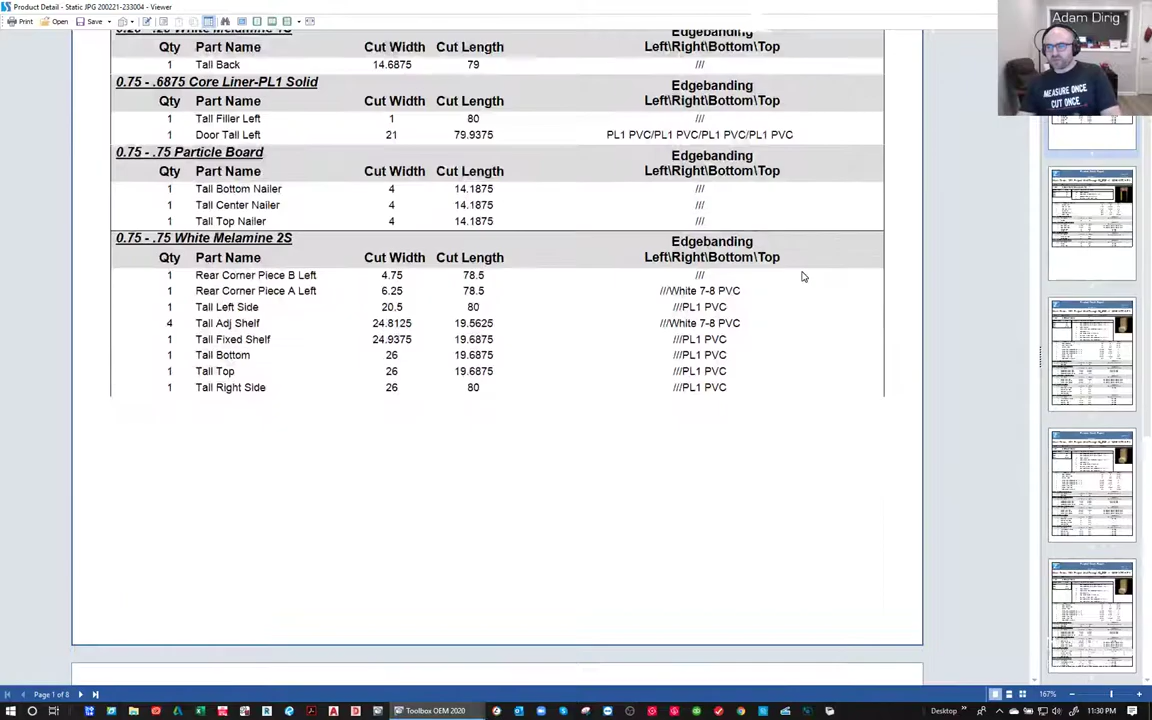 Product Detail - Static JPG 200221-233004 - Viewer
Print Open Save
Adam Dirig
MEASURE ONCE
CUT ONCE
Qty Part Name Cut Width Cut Length Edgebanding Left\Right\Bottom\Top
1 Tall Back 14.6875 79 ///
0.75 - .6875 Core Liner-PL1 Solid Edgebanding
Qty Part Name Cut Width Cut Length Left\Right\Bottom\Top
1 Tall Filler Left 1 80 ///
1 Door Tall Left 21 79.9375 PL1 PVC/PL1 PVC/PL1 PVC/PL1 PVC
0.75 - .75 Particle Board Edgebanding
Qty Part Name Cut Width Cut Length Left\Right\Bottom\Top
1 Tall Bottom Nailer 4 14.1875 ///
1 Tall Center Nailer 4 14.1875 ///
1 Tall Top Nailer 4 14.1875 ///
0.75 - .75 White Melamine 2S Edgebanding
Qty Part Name Cut Width Cut Length Left\Right\Bottom\Top
1 Rear Corner Piece B Left 4.75 78.5 ///
1 Rear Corner Piece A Left 6.25 78.5 ///White 7-8 PVC
1 Tall Left Side 20.5 80 ///PL1 PVC
4 Tall Adj Shelf 24.8125 19.5625 ///White 7-8 PVC
1 Tall Fixed Shelf 24.9375 19.6875 ///PL1 PVC
1 Tall Bottom 26 19.6875 ///PL1 PVC
1 Tall Top 26 19.6875 ///PL1 PVC
1 Tall Right Side 26 80 ///PL1 PVC
Page 1 of 8
167%
Toolbox OEM 2020
Desktop
11:30 PM